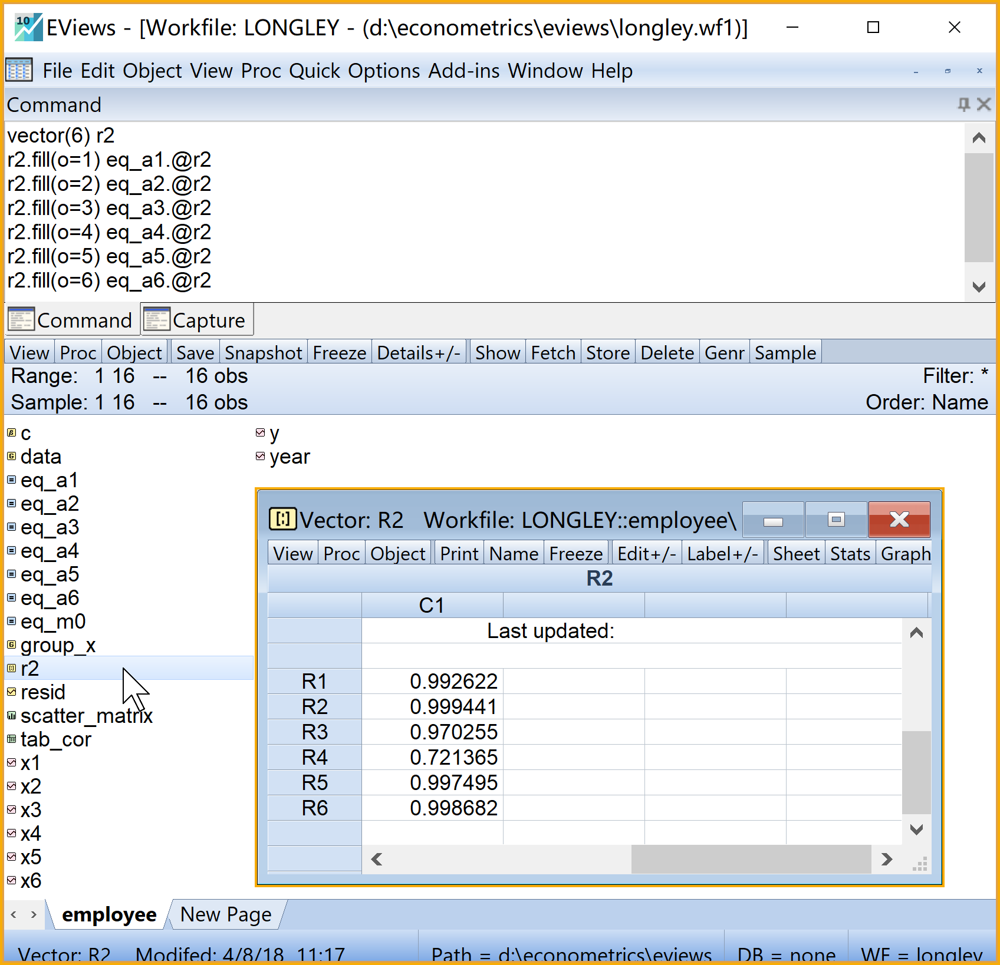 10 EViews - [Workfile: LONGLEY - (d:\econometrics\eviews\longley.wf1)]
File Edit Object View Proc Quick Options Add-ins Window Help
Command
vector(6) r2
r2.fill(o=1) eq_a1.@r2
r2.fill(o=2) eq_a2.@r2
r2.fill(o=3) eq_a3.@r2
r2.fill(o=4) eq_a4.@r2
r2.fill(o=5) eq_a5.@r2
r2.fill(o=6) eq_a6.@r2
Command Capture
View Proc Object Save Snapshot Freeze Details+/- Show Fetch Store Delete Genr Sample
Range: 1 16 -- 16 obs Filter: *
Sample: 1 16 -- 16 obs Order: Name
c
data
eq_a1
eq_a2
eq_a3
eq_a4
eq_a5
eq_a6
eq_m0
group_x
r2
resid
scatter_matrix
tab_cor
x1
x2
x3
x4
x5
x6
y
year
Vector: R2 Workfile: LONGLEY::employee\
View Proc Object Print Name Freeze Edit+/- Label+/- Sheet Stats Graph
R2
C1
Last updated:
R1 0.992622
R2 0.999441
R3 0.970255
R4 0.721365
R5 0.997495
R6 0.998682
employee New Page
Vector: R2 Modifed: 4/8/18 11:17 Path = d:\econometrics\eviews DB = none WF = longley